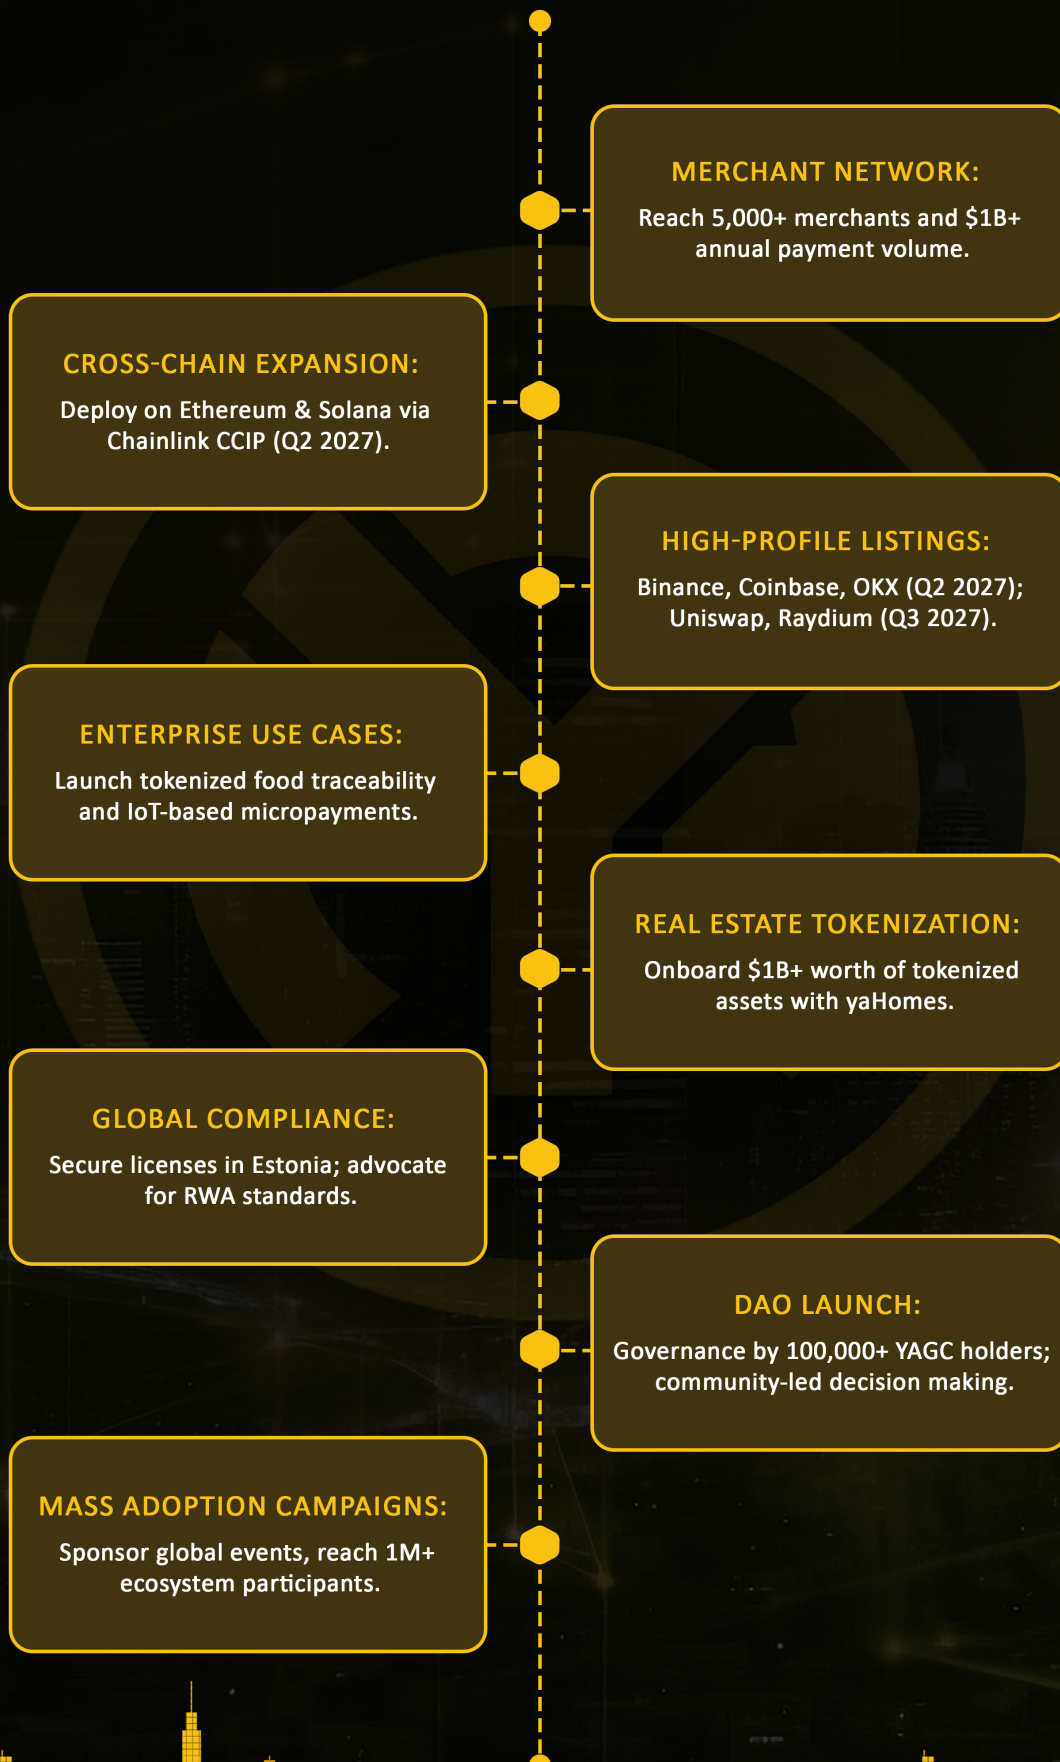 MERCHANT NETWORK:
Reach 5,000+ merchants and $1B+
annual payment volume.
CROSS-CHAIN EXPANSION:
Deploy on Ethereum & Solana via
Chainlink CCIP (Q2 2027).
HIGH-PROFILE LISTINGS:
Binance, Coinbase, OKX (Q2 2027);
Uniswap, Raydium (Q3 2027).
ENTERPRISE USE CASES:
Launch tokenized food traceability
and IoT-based micropayments.
REAL ESTATE TOKENIZATION:
Onboard $1B+ worth of tokenized
assets with yaHomes.
GLOBAL COMPLIANCE:
Secure licenses in Estonia; advocate
for RWA standards.
DAO LAUNCH:
Governance by 100,000+ YAGC holders;
community-led decision making.
MASS ADOPTION CAMPAIGNS:
Sponsor global events, reach 1M+
ecosystem participants.